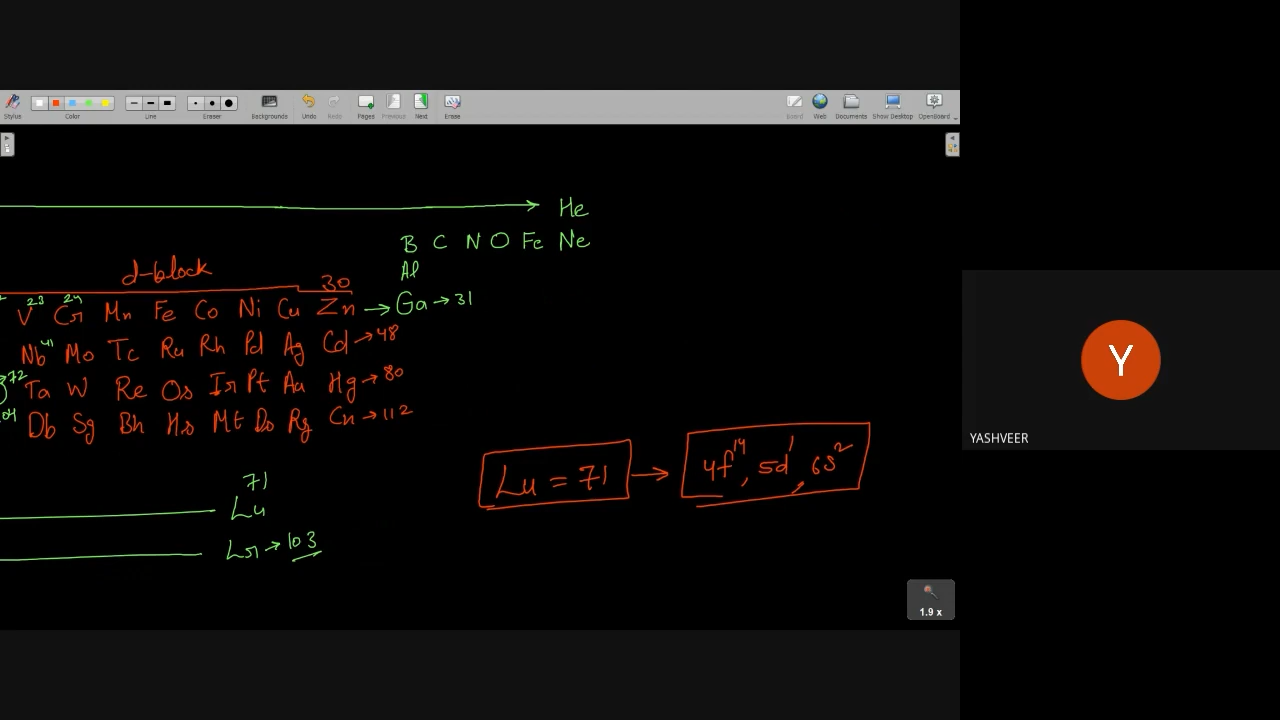 Stylus Color Line Eraser Backgrounds Undo Redo Pages Previous Next Erase Board Web Documents Show Desktop OpenBoard
He
B C N O Fe Ne
d-block
Al
30
23 24
V Cr Mn Fe Co Ni Cu Zn → Ga → 31
41
Nb Mo Tc Ru Rh Pd Ag Cd → 48
72
Ta W Re Os Ir Pt Au Hg → 80
04
Db Sg Bh Hs Mt Ds Rg Cn → 112
YASHVEER
Y
Lu = 71 → 4f¹⁴, 5d¹, 6s²
71
Lu
Lr → 103
1.9 x